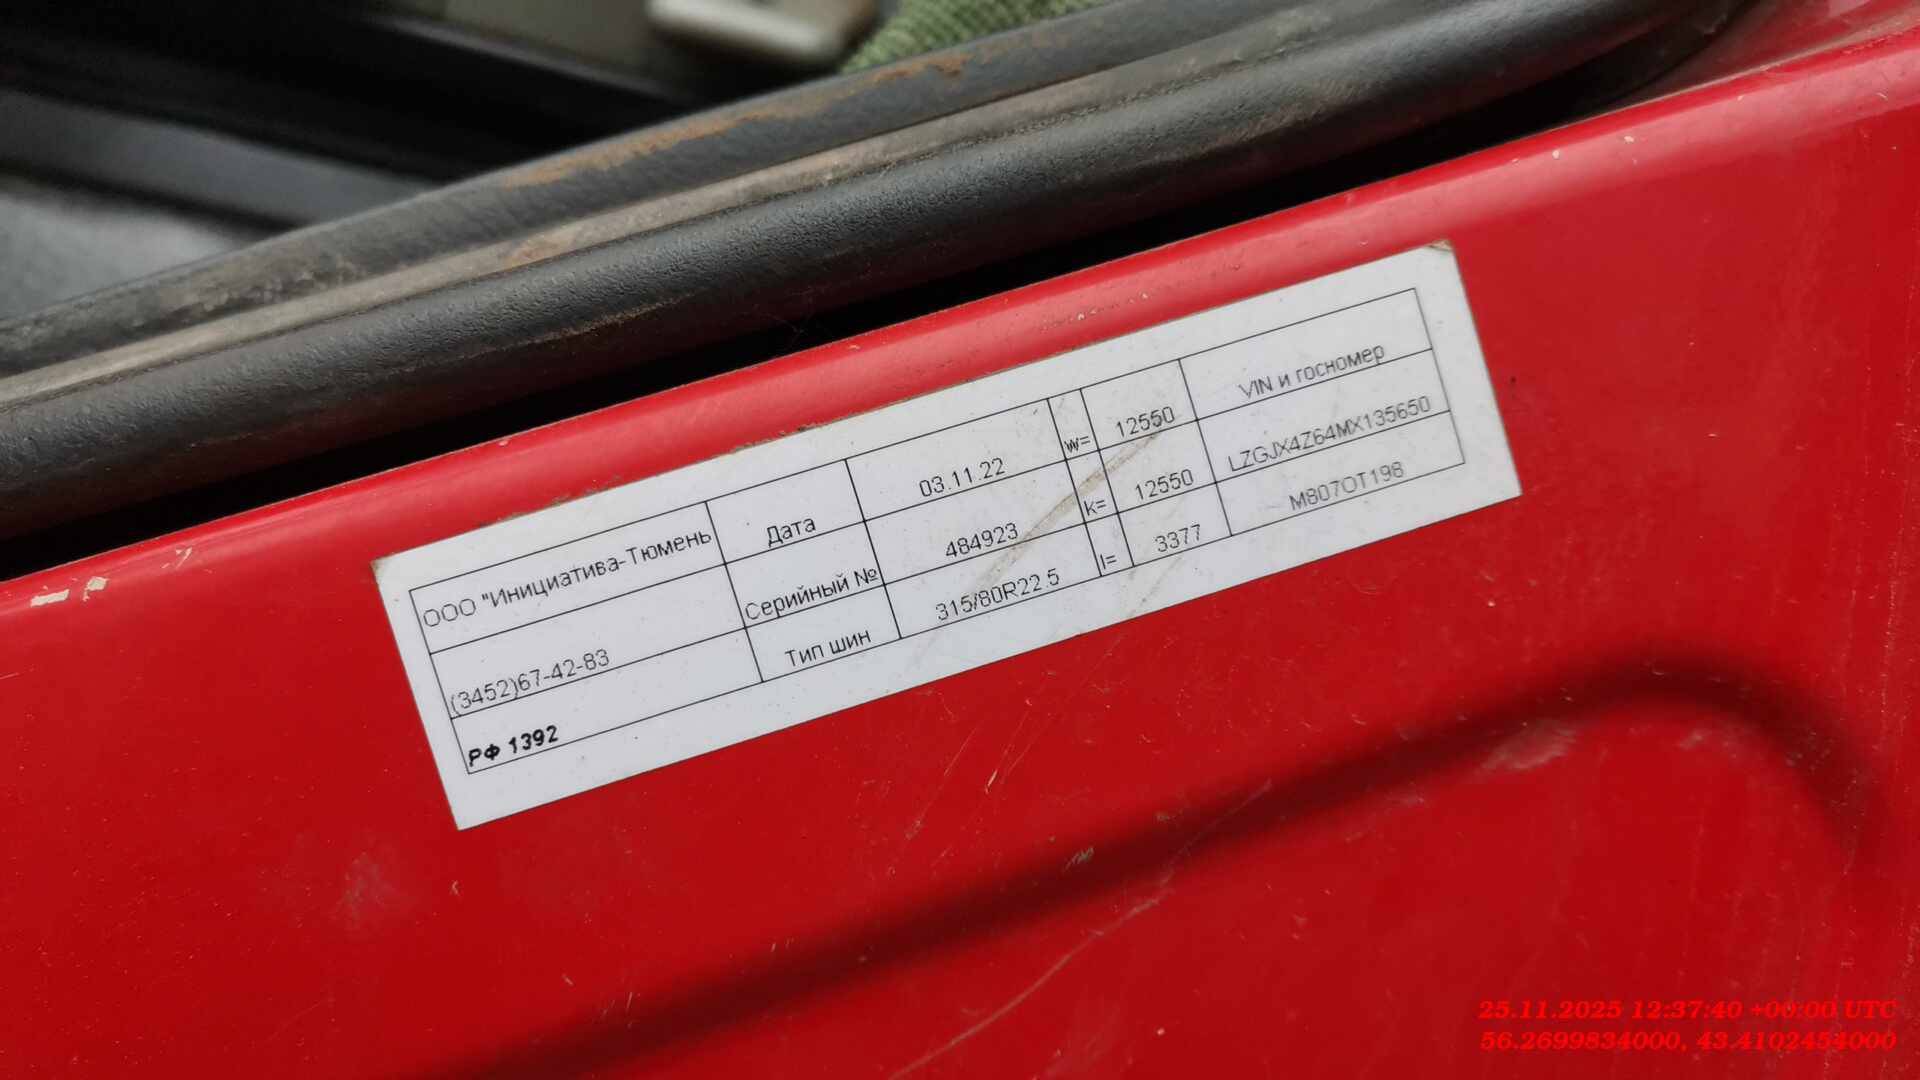 ООО "Инициатива-Тюмень Дата 03.11.22 w= 12550 VIN и госномер
(3452)67-42-83 Серийный № 484923 k= 12550 LZGJX4Z64MX135650
РФ 1392 Тип шин 315/80R22.5 l= 3377 М807ОТ198
25.11.2025 12:37:40 +00:00 UTC
56.2699834000, 43.4102454000